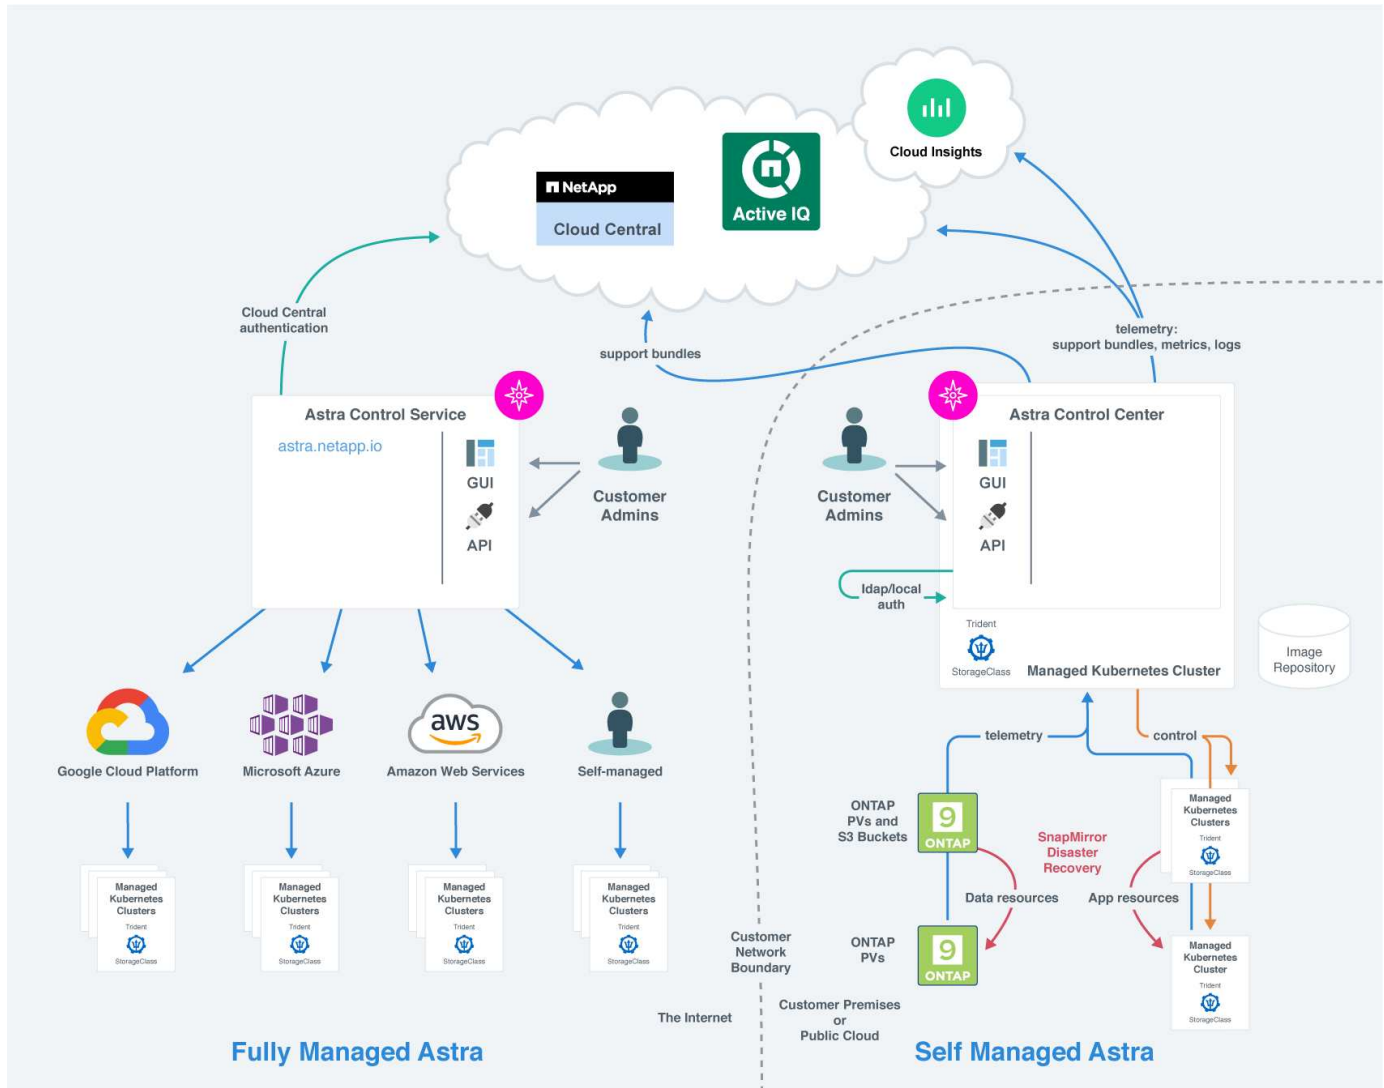 Cloud Insights
NetApp
Cloud Central
Active IQ
Cloud Central
authentication
support bundles
telemetry:
support bundles, metrics, logs
Astra Control Service
astra.netapp.io
GUI
API
Customer
Admins
Customer
Admins
Astra Control Center
GUI
API
ldap/local
auth
Trident
StorageClass
Managed Kubernetes Cluster
Image
Repository
Google Cloud Platform
Microsoft Azure
aws
Amazon Web Services
Self-managed
telemetry
control
Managed
Kubernetes
Clusters
Trident
StorageClass
Managed
Kubernetes
Clusters
Trident
StorageClass
Managed
Kubernetes
Clusters
Trident
StorageClass
Managed
Kubernetes
Clusters
Trident
StorageClass
ONTAP
PVs and
S3 Buckets
9
ONTAP
SnapMirror
Disaster
Recovery
Managed
Kubernetes
Clusters
Trident
StorageClass
Data resources
App resources
ONTAP
PVs
9
ONTAP
Managed
Kubernetes
Cluster
Trident
StorageClass
Customer
Network
Boundary
The Internet
Customer Premises
or
Public Cloud
Fully Managed Astra
Self Managed Astra